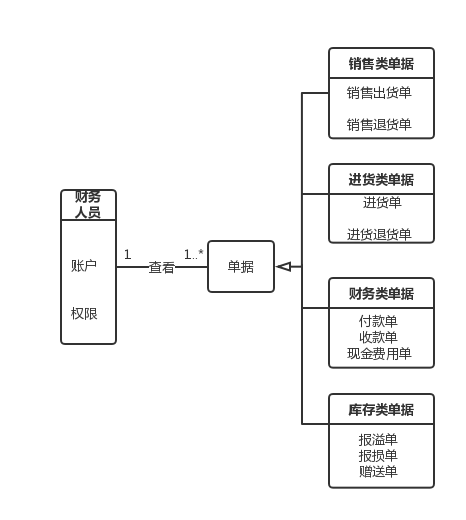 财务
人员
账户
权限
1
查看
1..*
单据
销售类单据
销售出货单
销售退货单
进货类单据
进货单
进货退货单
财务类单据
付款单
收款单
现金费用单
库存类单据
报溢单
报损单
赠送单